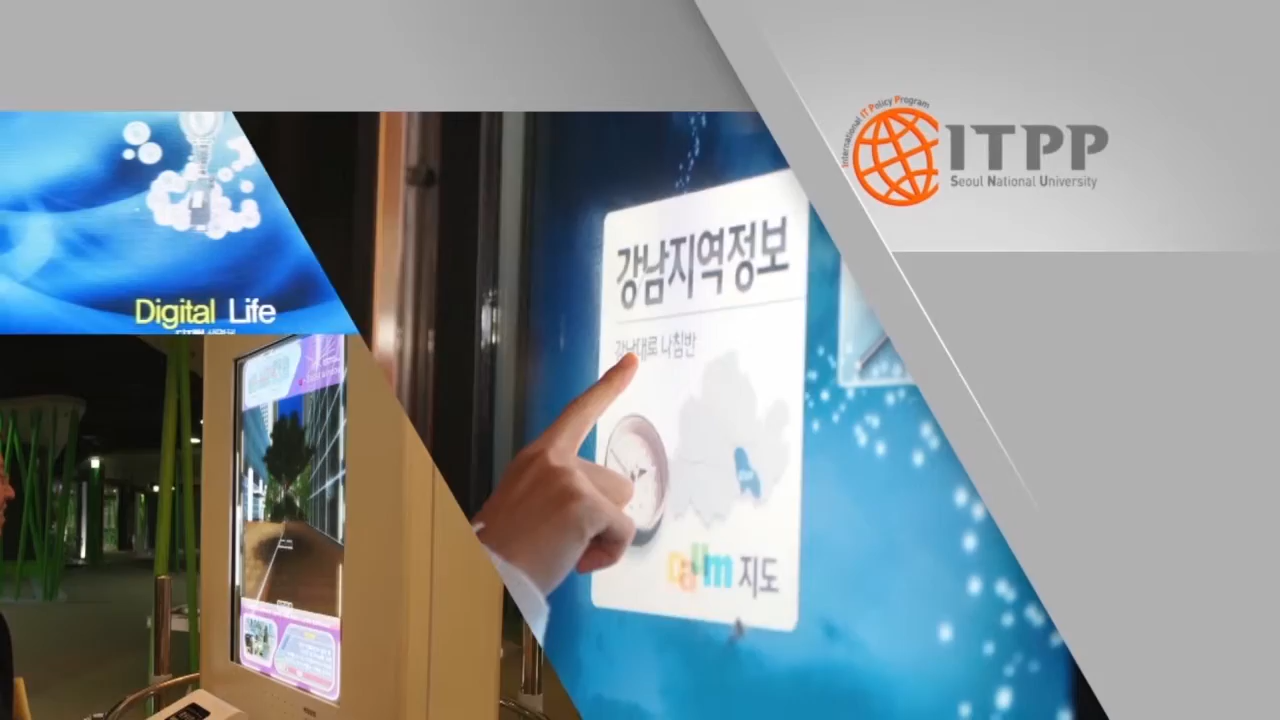 International IT Policy Program
ITPP
Seoul National University
Digital Life
강남지역정보
강남대로 나침반
Daum 지도